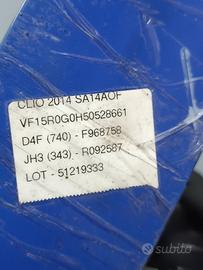 CLIO 2014 SA14AOF
VF15R0G0H50528661
D4F (740) - F968758
JH3 (343) - R092587
LOT - 51219333
subito